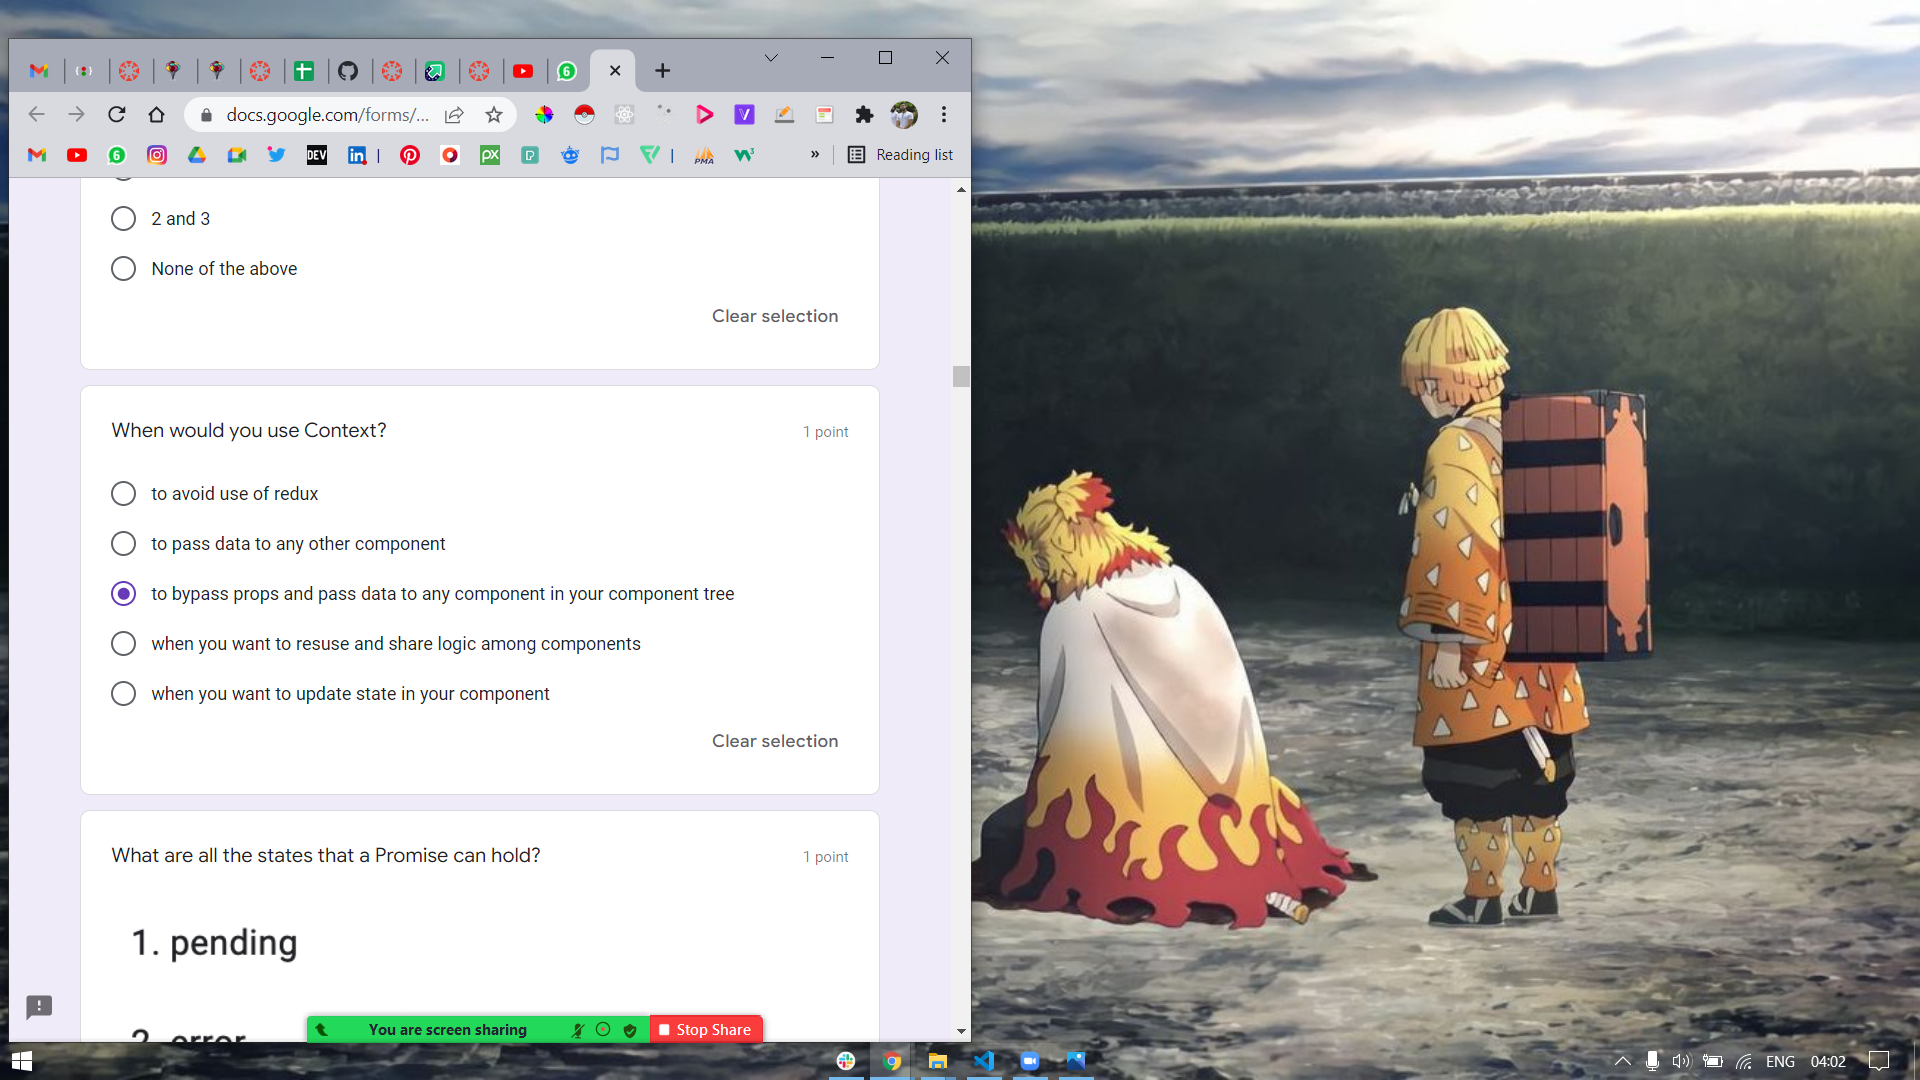 docs.google.com/forms/...
Reading list
2 and 3
None of the above
Clear selection
When would you use Context?
1 point
to avoid use of redux
to pass data to any other component
to bypass props and pass data to any component in your component tree
when you want to resuse and share logic among components
when you want to update state in your component
Clear selection
What are all the states that a Promise can hold?
1 point
1. pending
2. error
You are screen sharing
Stop Share
ENG
04:02